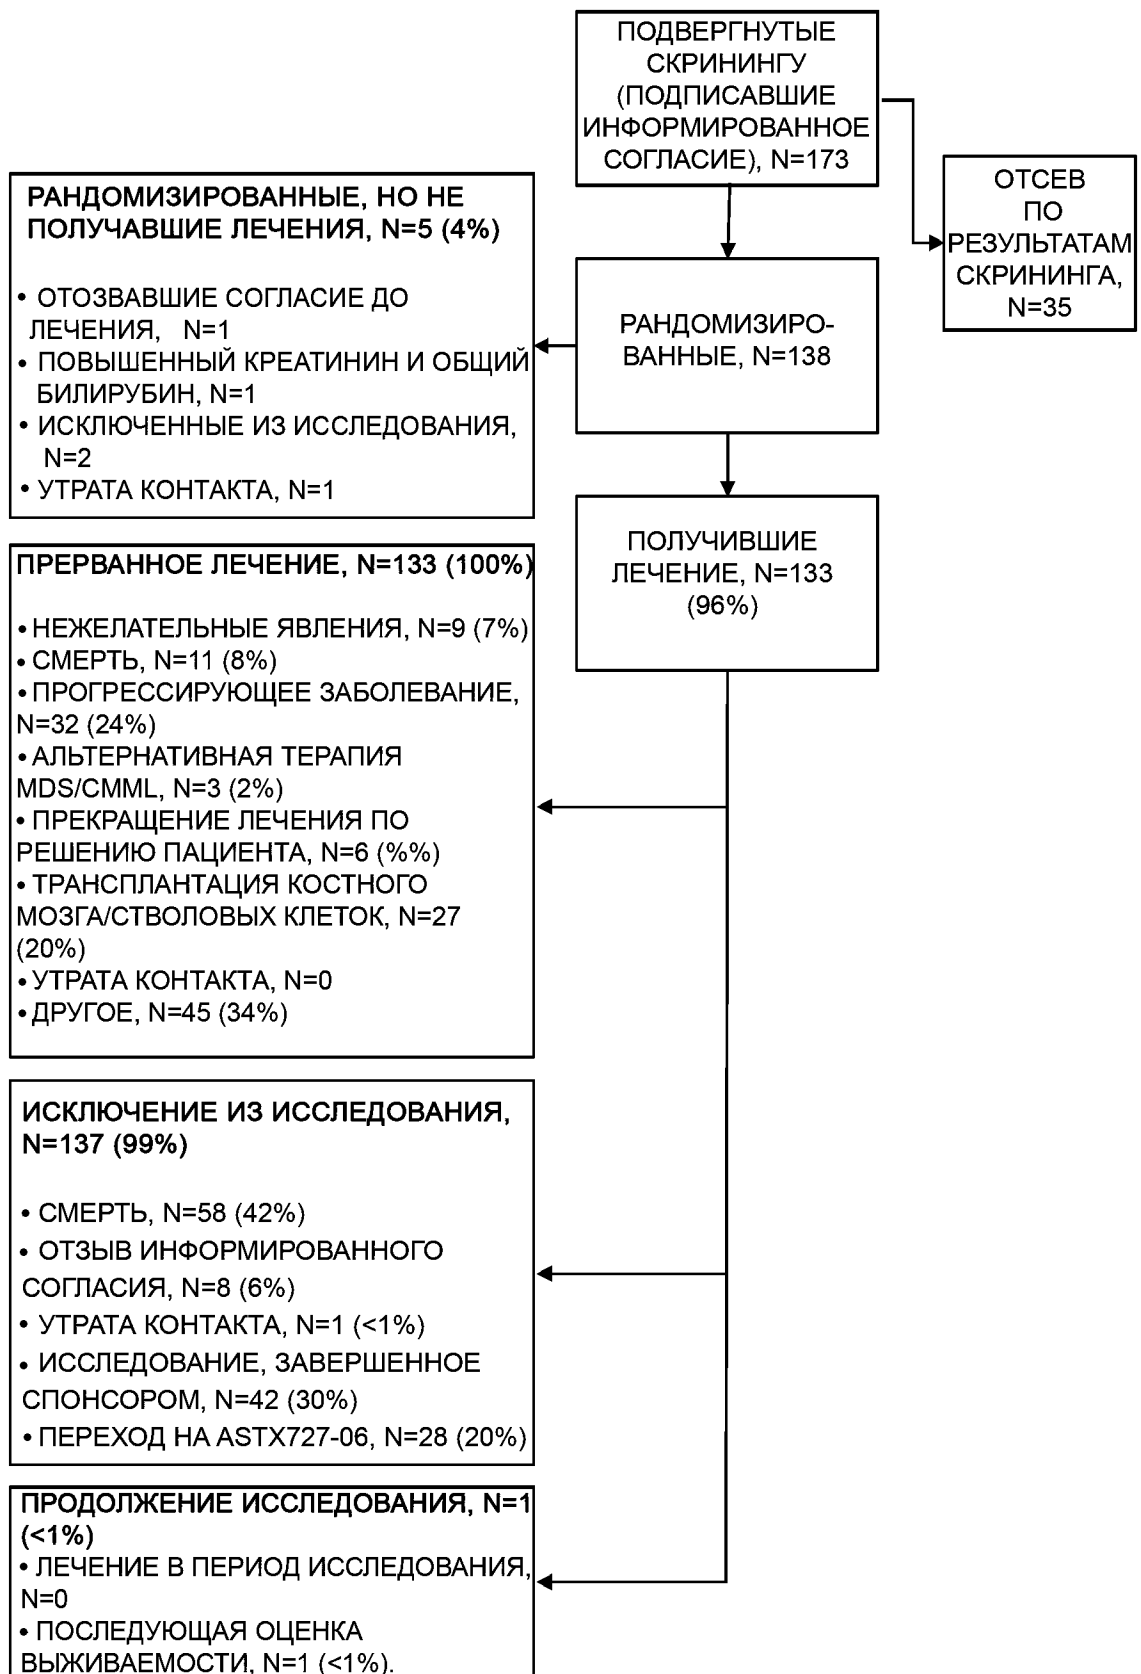 ПОДВЕРГНУТЫЕ
СКРИНИНГУ
(ПОДПИСАВШИЕ
ИНФОРМИРОВАННОЕ
СОГЛАСИЕ), N=173
ОТСЕВ
ПО
РЕЗУЛЬТАТАМ
СКРИНИНГА,
N=35
РАНДОМИЗИРОВАННЫЕ, НО НЕ
ПОЛУЧАВШИЕ ЛЕЧЕНИЯ, N=5 (4%)
• ОТОЗВАВШИЕ СОГЛАСИЕ ДО
ЛЕЧЕНИЯ, N=1
• ПОВЫШЕННЫЙ КРЕАТИНИН И ОБЩИЙ
БИЛИРУБИН, N=1
• ИСКЛЮЧЕННЫЕ ИЗ ИССЛЕДОВАНИЯ,
N=2
• УТРАТА КОНТАКТА, N=1
РАНДОМИЗИРО-
ВАННЫЕ, N=138
ПОЛУЧИВШИЕ
ЛЕЧЕНИЕ, N=133
(96%)
ПРЕРВАННОЕ ЛЕЧЕНИЕ, N=133 (100%)
• НЕЖЕЛАТЕЛЬНЫЕ ЯВЛЕНИЯ, N=9 (7%)
• СМЕРТЬ, N=11 (8%)
• ПРОГРЕССИРУЮЩЕЕ ЗАБОЛЕВАНИЕ,
N=32 (24%)
• АЛЬТЕРНАТИВНАЯ ТЕРАПИЯ
MDS/CMML, N=3 (2%)
• ПРЕКРАЩЕНИЕ ЛЕЧЕНИЯ ПО
РЕШЕНИЮ ПАЦИЕНТА, N=6 (%%)
• ТРАНСПЛАНТАЦИЯ КОСТНОГО
МОЗГА/СТВОЛОВЫХ КЛЕТОК, N=27
(20%)
• УТРАТА КОНТАКТА, N=0
• ДРУГОЕ, N=45 (34%)
ИСКЛЮЧЕНИЕ ИЗ ИССЛЕДОВАНИЯ,
N=137 (99%)
• СМЕРТЬ, N=58 (42%)
• ОТЗЫВ ИНФОРМИРОВАННОГО
СОГЛАСИЯ, N=8 (6%)
• УТРАТА КОНТАКТА, N=1 (<1%)
• ИССЛЕДОВАНИЕ, ЗАВЕРШЕННОЕ
СПОНСОРОМ, N=42 (30%)
• ПЕРЕХОД НА ASTX727-06, N=28 (20%)
ПРОДОЛЖЕНИЕ ИССЛЕДОВАНИЯ, N=1
(<1%)
• ЛЕЧЕНИЕ В ПЕРИОД ИССЛЕДОВАНИЯ,
N=0
• ПОСЛЕДУЮЩАЯ ОЦЕНКА
ВЫЖИВАЕМОСТИ, N=1 (<1%).